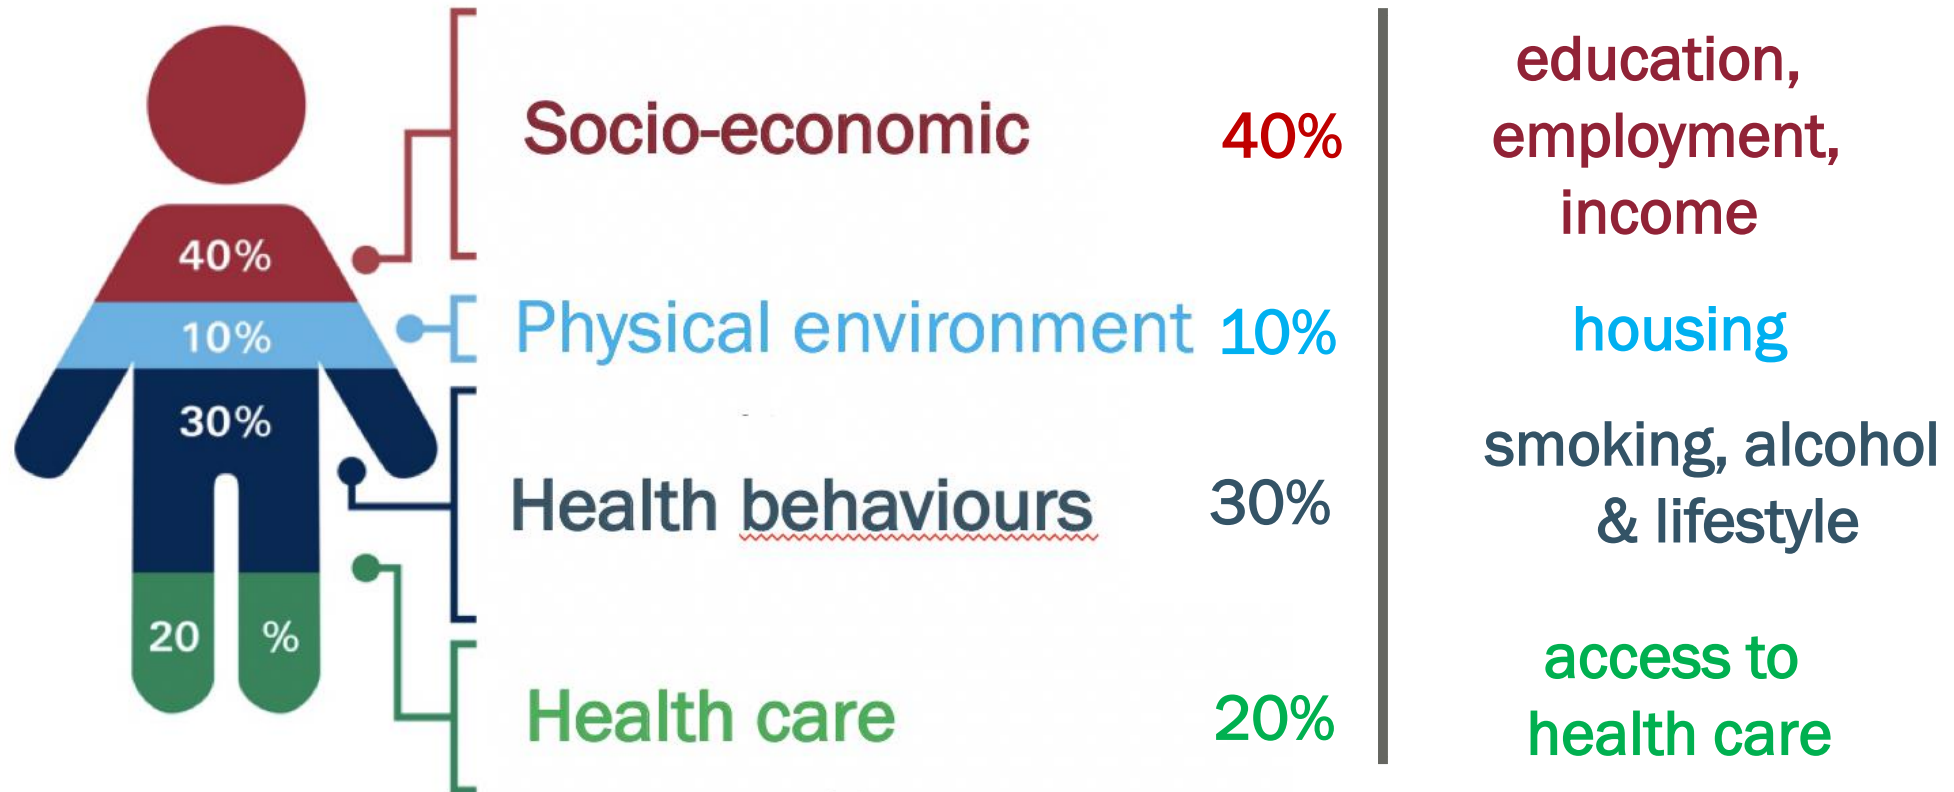 40%
10%
30%
20 %
Socio-economic 40%
Physical environment 10%
Health behaviours 30%
Health care 20%
education,
employment,
income
housing
smoking, alcohol
& lifestyle
access to
health care